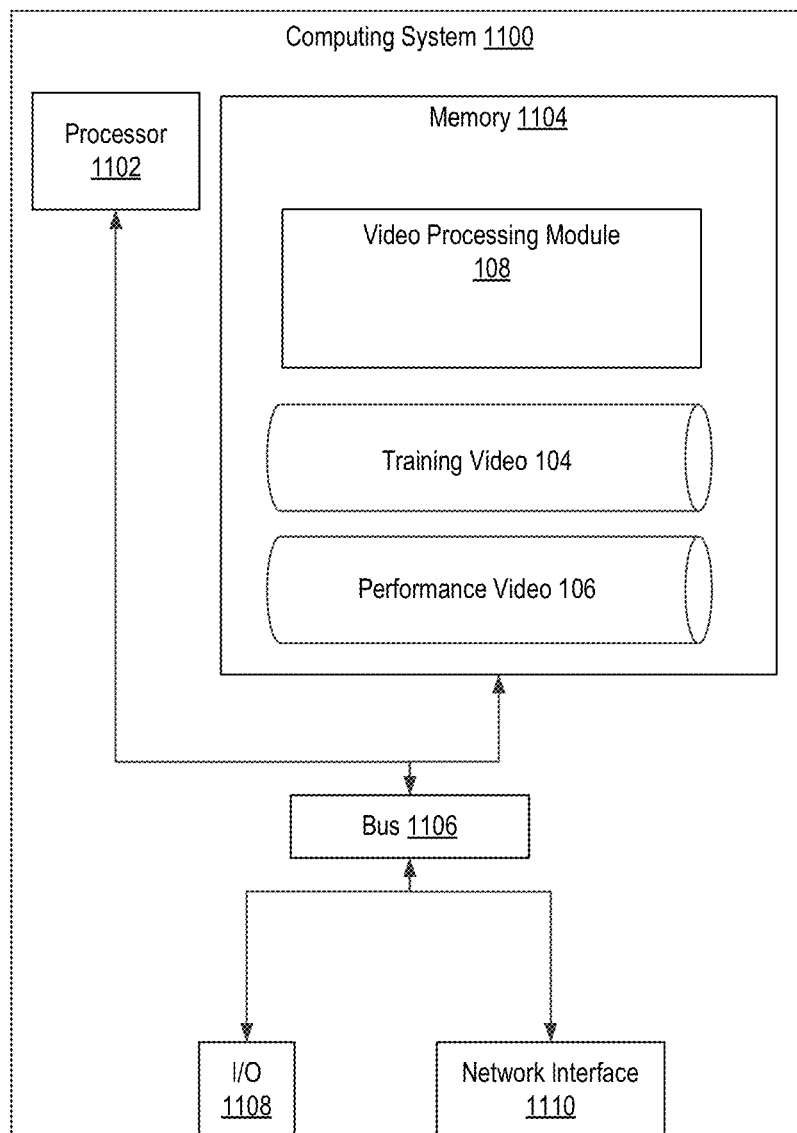 Computing System 1100
Processor
1102
Memory 1104
Video Processing Module
108
Training Video 104
Performance Video 106
Bus 1106
I/O
1108
Network Interface
1110